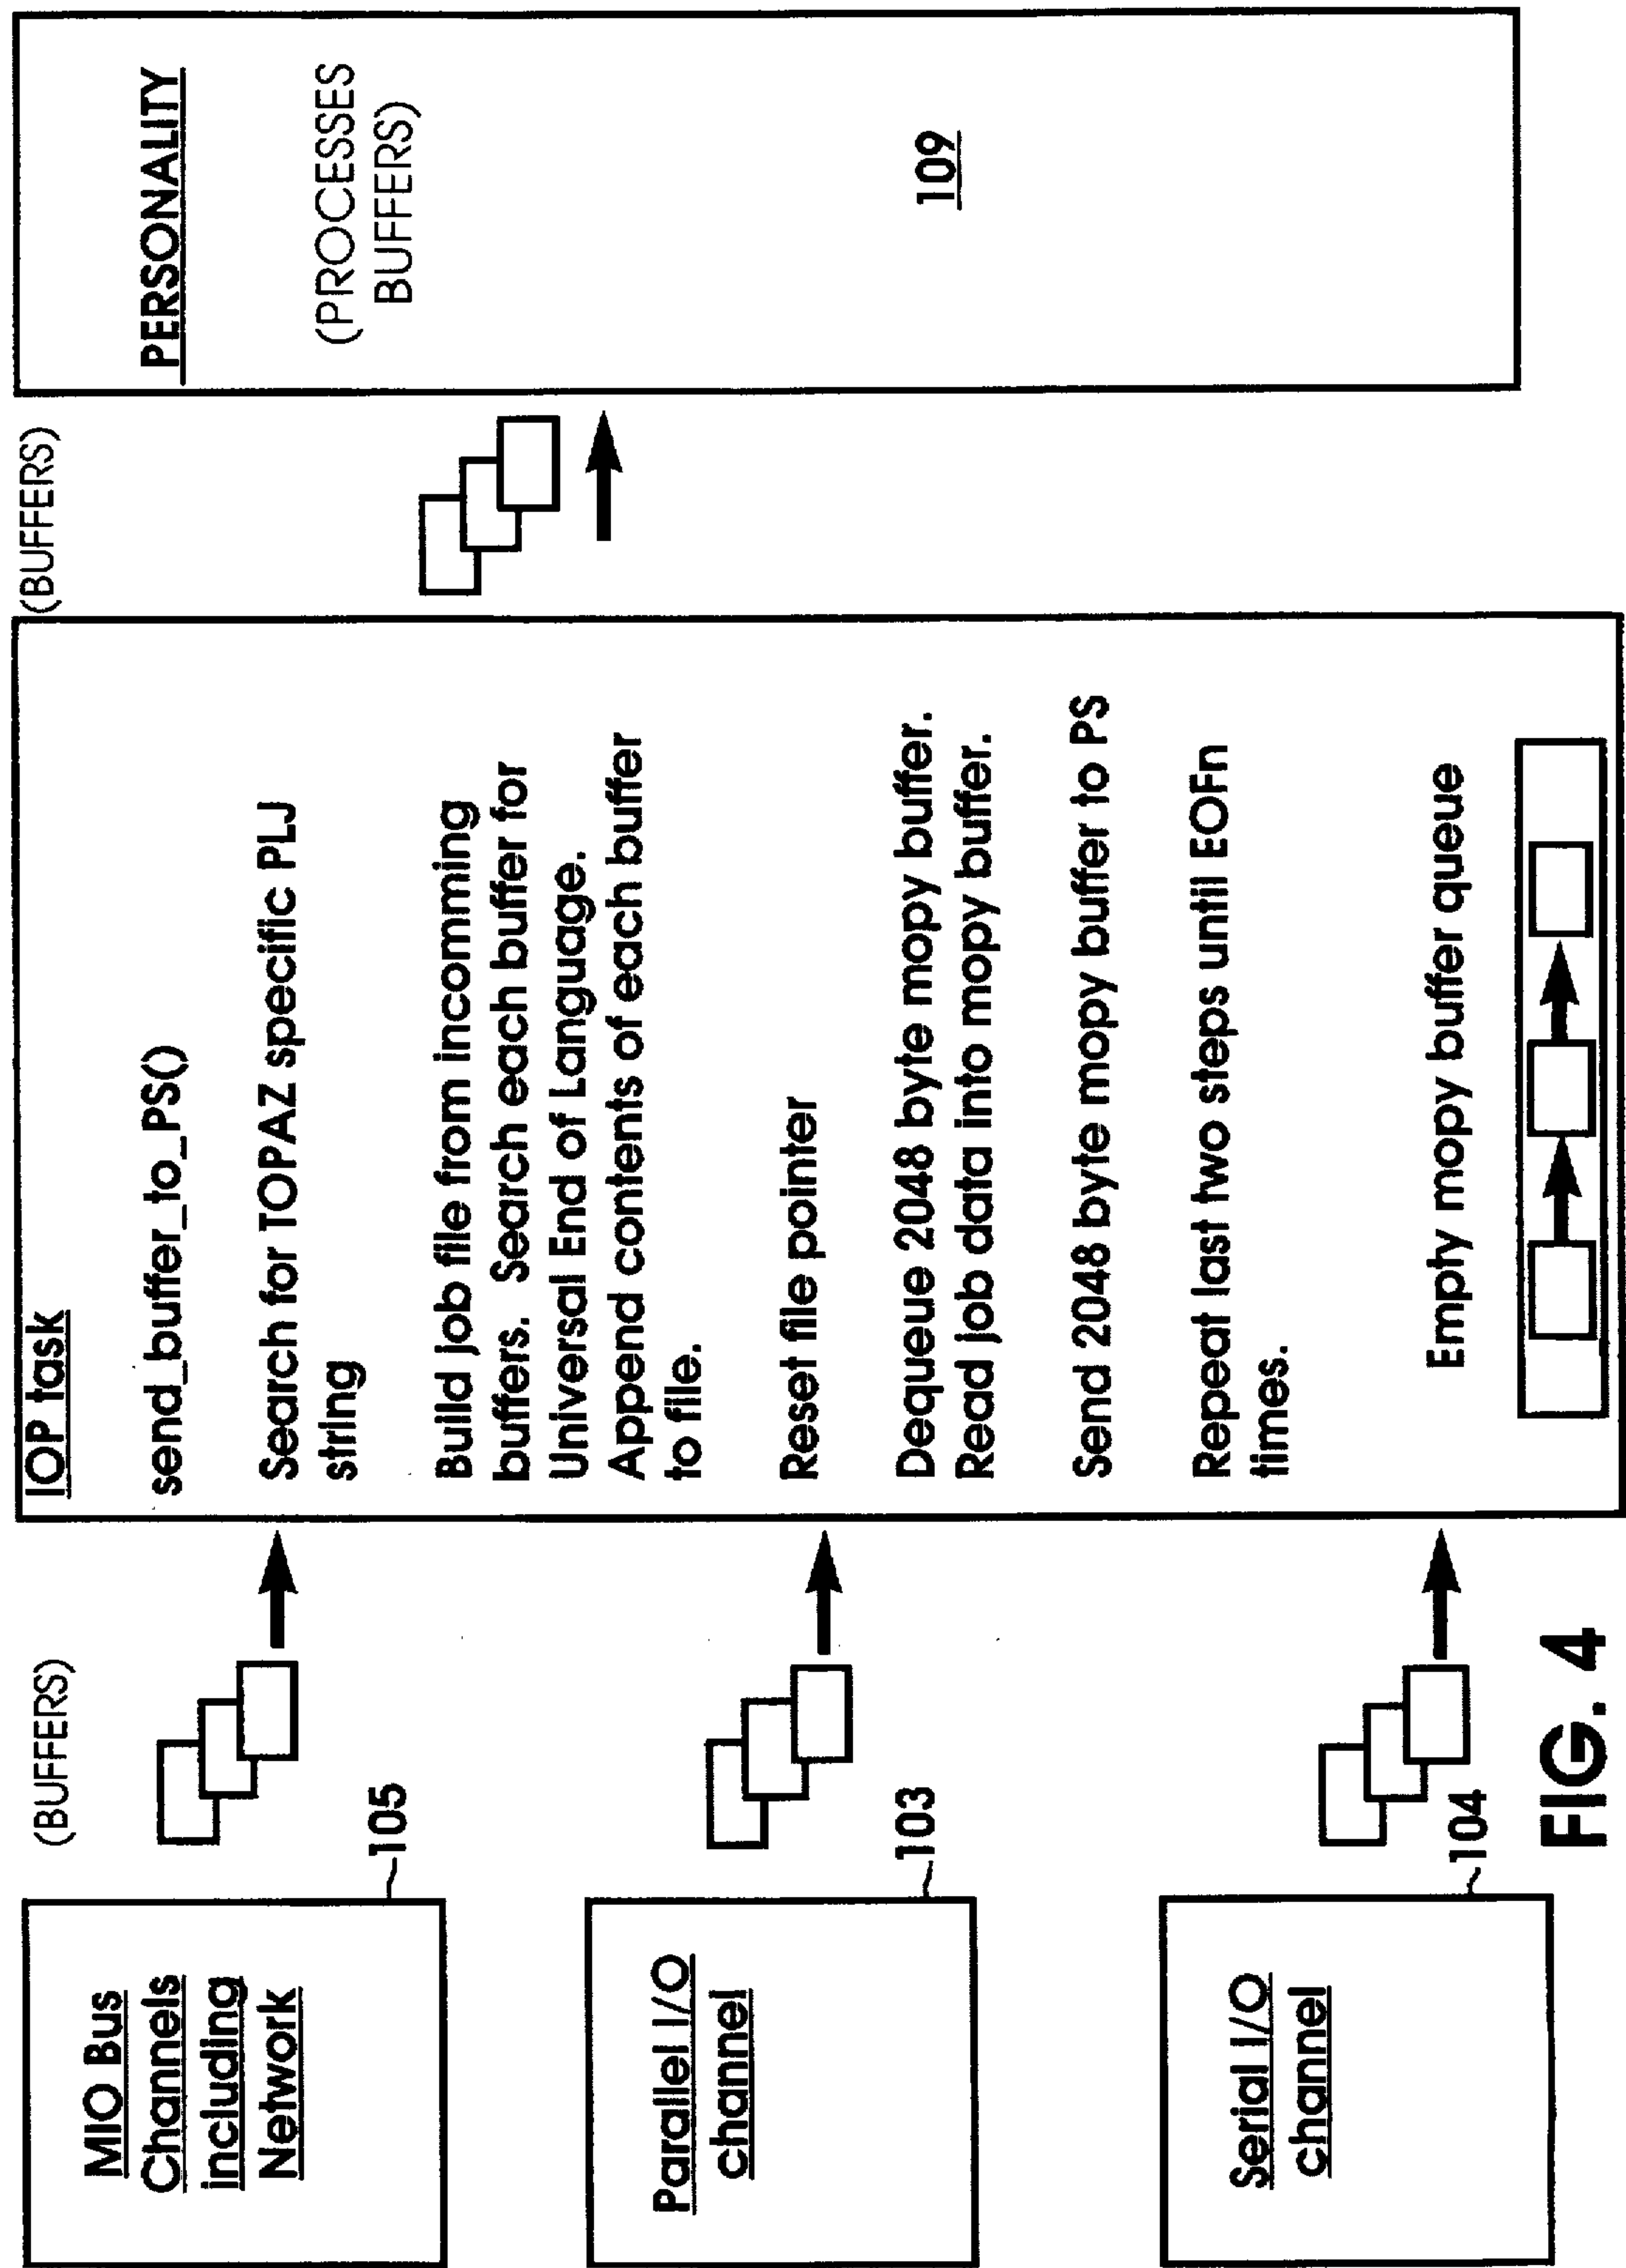 (BUFFERS)
MIO Bus
Channels
including
Network
105
Parallel I/O
channel
103
Serial I/O
channel
104
IOP task
send_buffer_to_PS()
Search for TOPAZ specific PLJ
string
Build job file from incomming
buffers. Search each buffer for
Universal End of Language.
Append contents of each buffer
to file.
Reset file pointer
Dequeue 2048 byte mopy buffer.
Read job data into mopy buffer.
Send 2048 byte mopy buffer to PS
Repeat last two steps until EOFn
times.
Empty mopy buffer queue
(BUFFERS)
PERSONALITY
(PROCESSES
BUFFERS)
109
FIG. 4